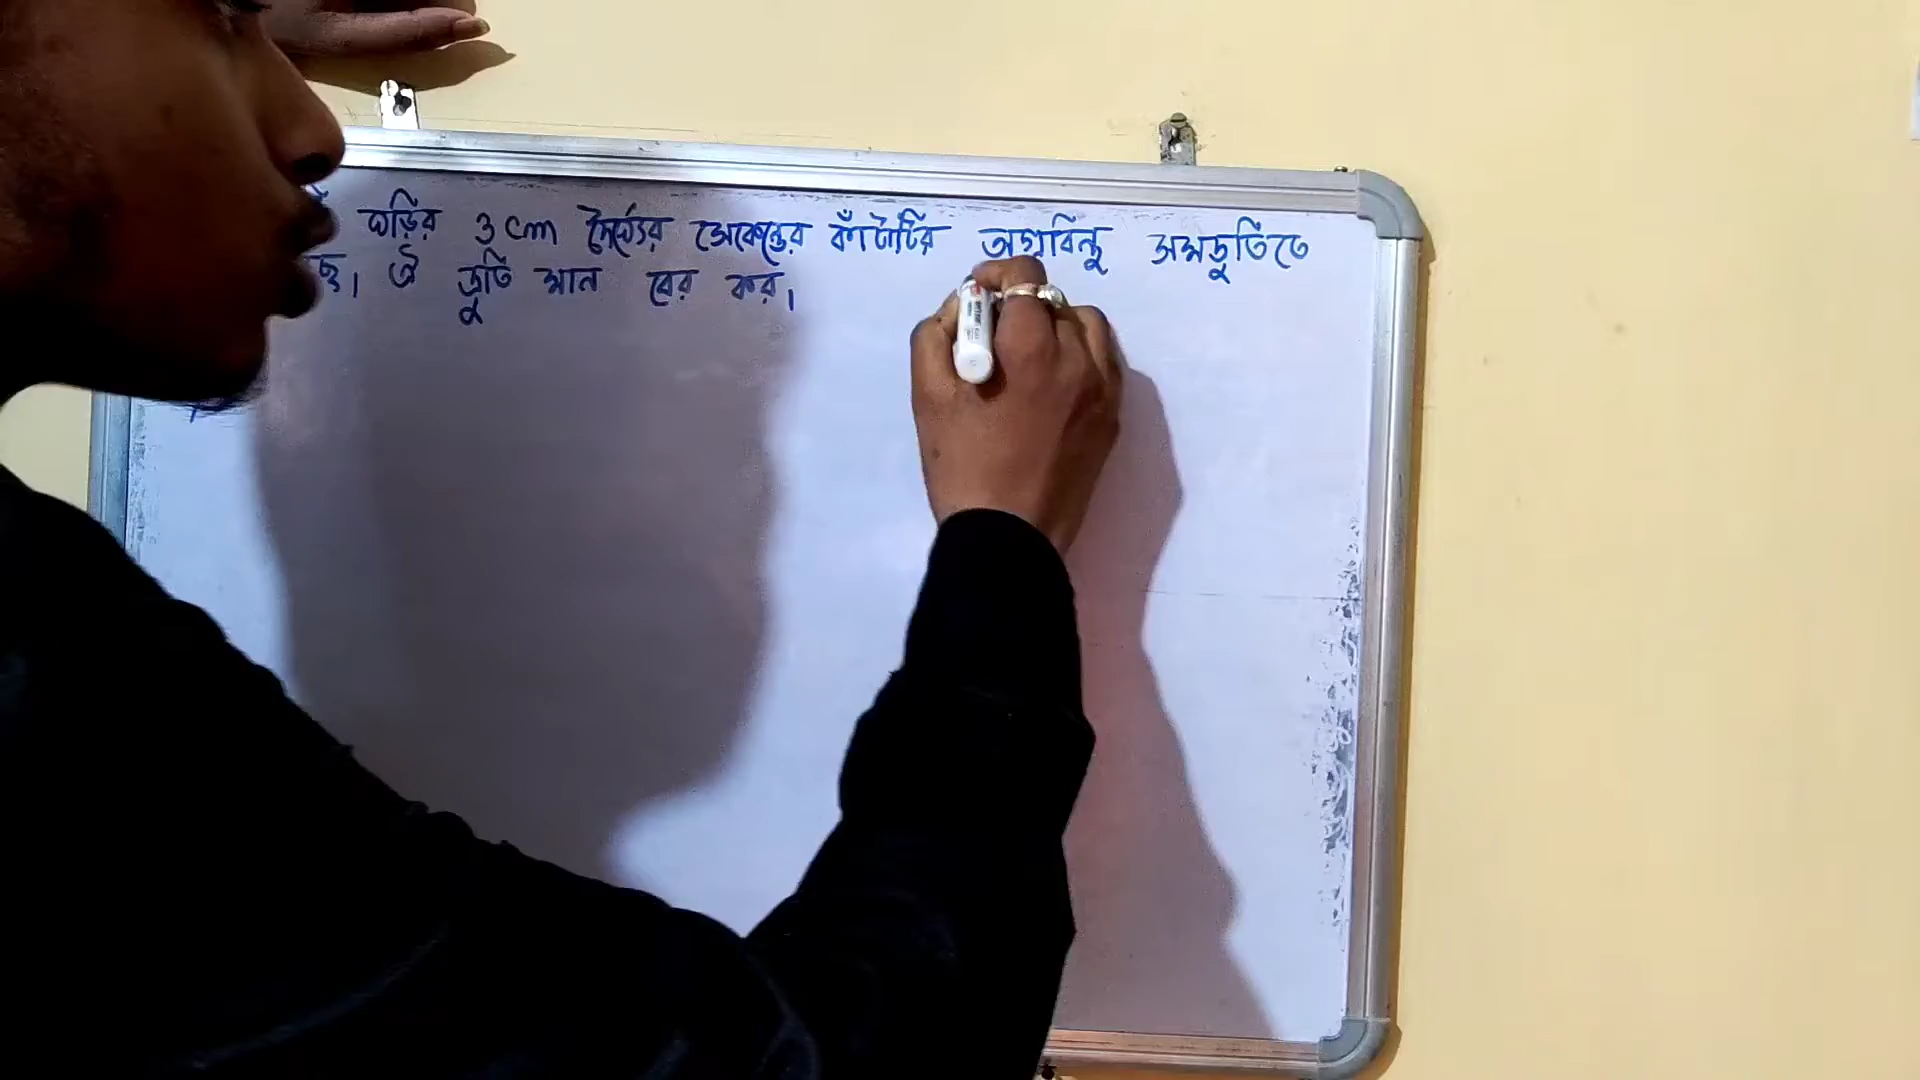 ঘড়ির 3 cm দৈর্ঘ্যের সেকেন্ডের কাঁটাটির অগ্রবিন্দু সমদ্রুতিতে
ছে। ঐ দ্রুতি মান বের কর।